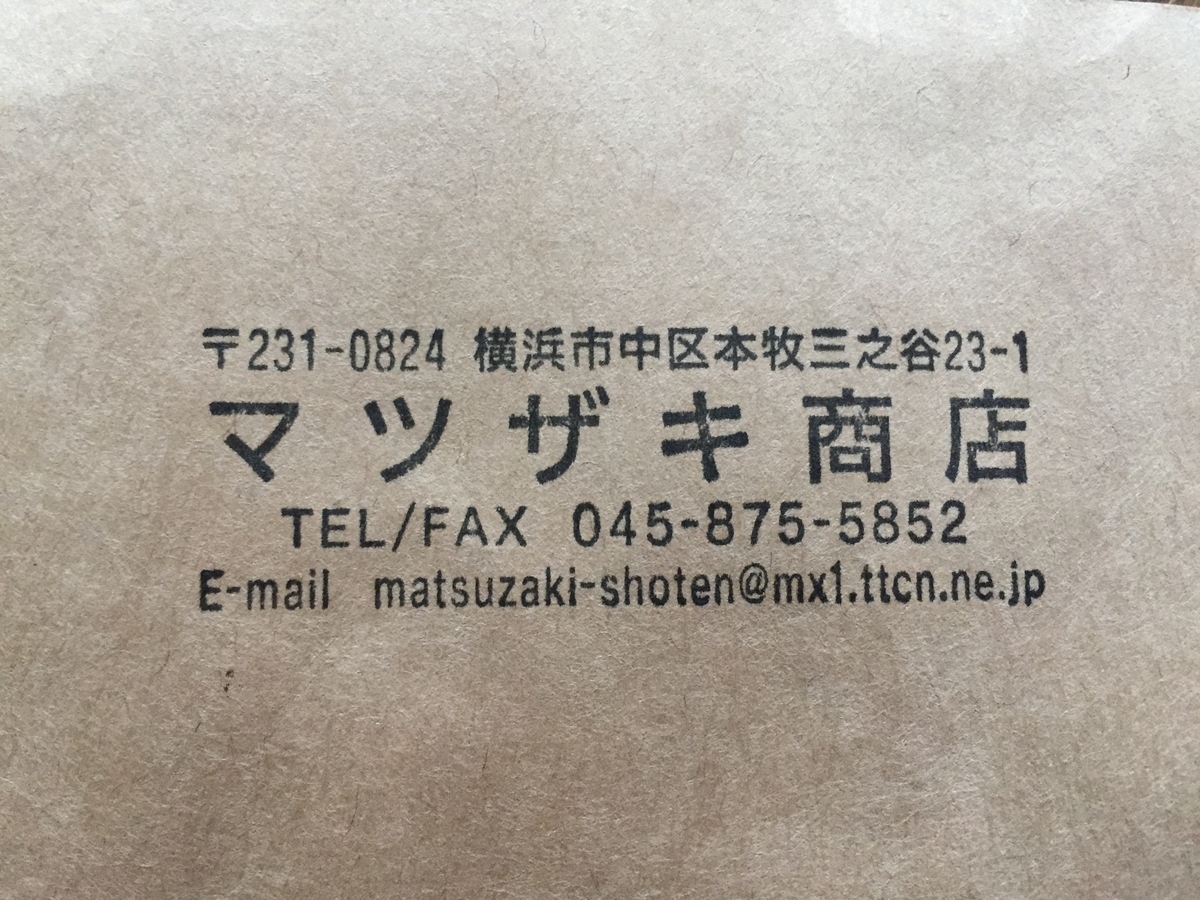 〒231-0824 横浜市中区本牧三之谷23-1
マツザキ商店
TEL/FAX 045-875-5852
E-mail matsuzaki-shoten@mx1.ttcn.ne.jp